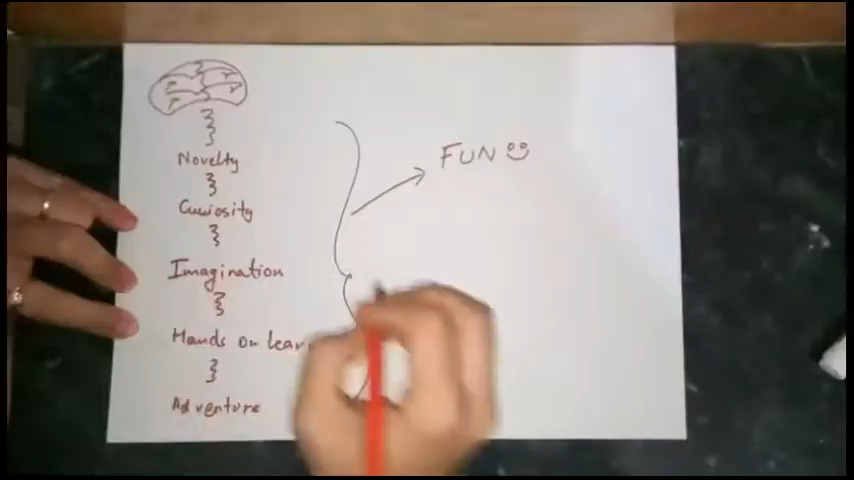 Novelty
FUN
Curiosity
Imagination
Hands on
Adventure